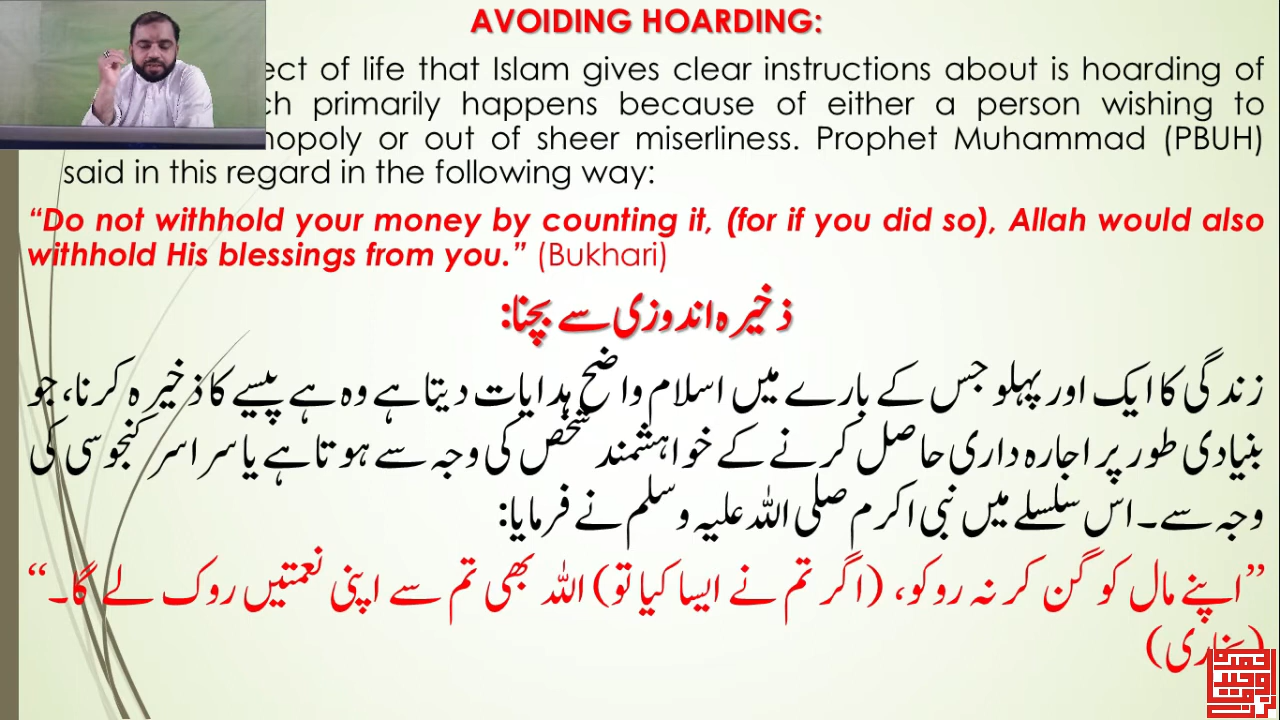 AVOIDING HOARDING:
ect of life that Islam gives clear instructions about is hoarding of
ch primarily happens because of either a person wishing to
nopoly or out of sheer miserliness. Prophet Muhammad (PBUH)
said in this regard in the following way:
“Do not withhold your money by counting it, (for if you did so), Allah would also
withhold His blessings from you.” (Bukhari)
ذخیرہ اندوزی سے بچنا:
زندگی کا ایک اور پہلو جس کے بارے میں اسلام واضح ہدایات دیتا ہے وہ ہے پیسے کا ذخیرہ کرنا، جو
بنیادی طور پر اجارہ داری حاصل کرنے کے خواہشمند شخص کی وجہ سے ہوتا ہے یا سراسر کنجوسی کی
وجہ سے۔ اس سلسلے میں نبی اکرم صلی اللہ علیہ وسلم نے فرمایا:
”اپنے مال کو گن کر نہ روکو، (اگر تم نے ایسا کیا تو) اللہ بھی تم سے اپنی نعمتیں روک لے گا۔“
(بخاری)